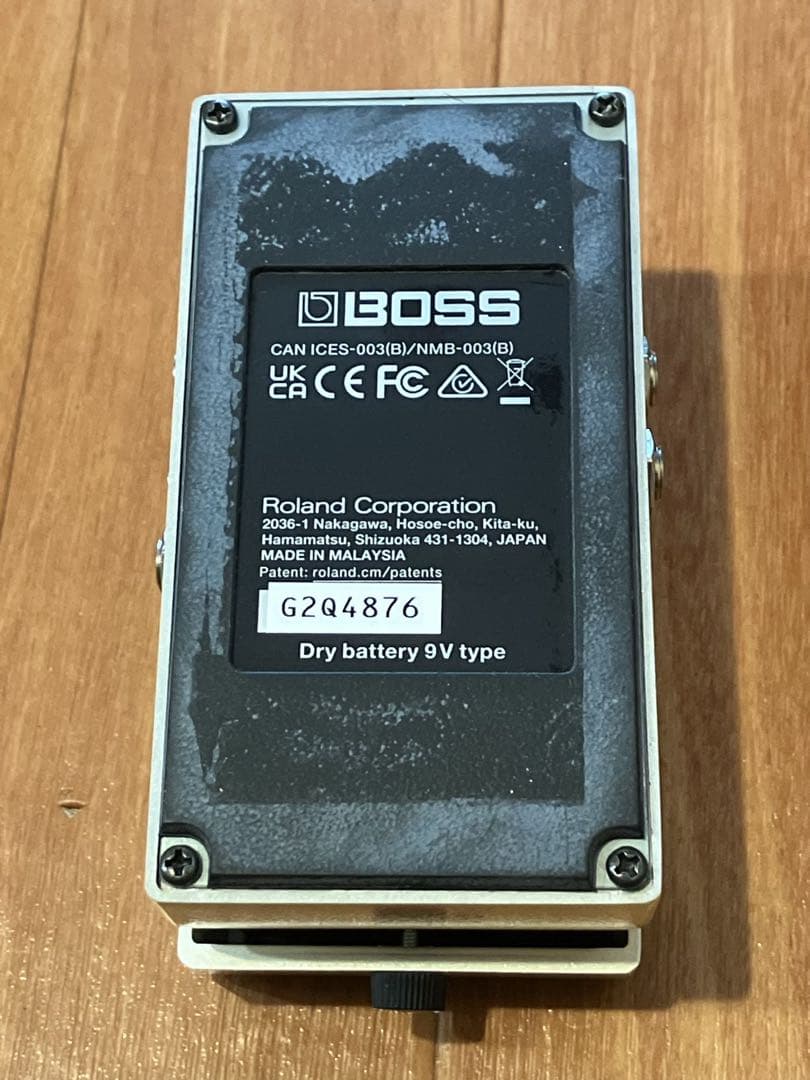 BOSS
CAN ICES-003(B)/NMB-003(B)
UK CA CE FC
Roland Corporation
2036-1 Nakagawa, Hosoe-cho, Kita-ku,
Hamamatsu, Shizuoka 431-1304, JAPAN
MADE IN MALAYSIA
Patent: roland.cm/patents
G2Q4876
Dry battery 9V type